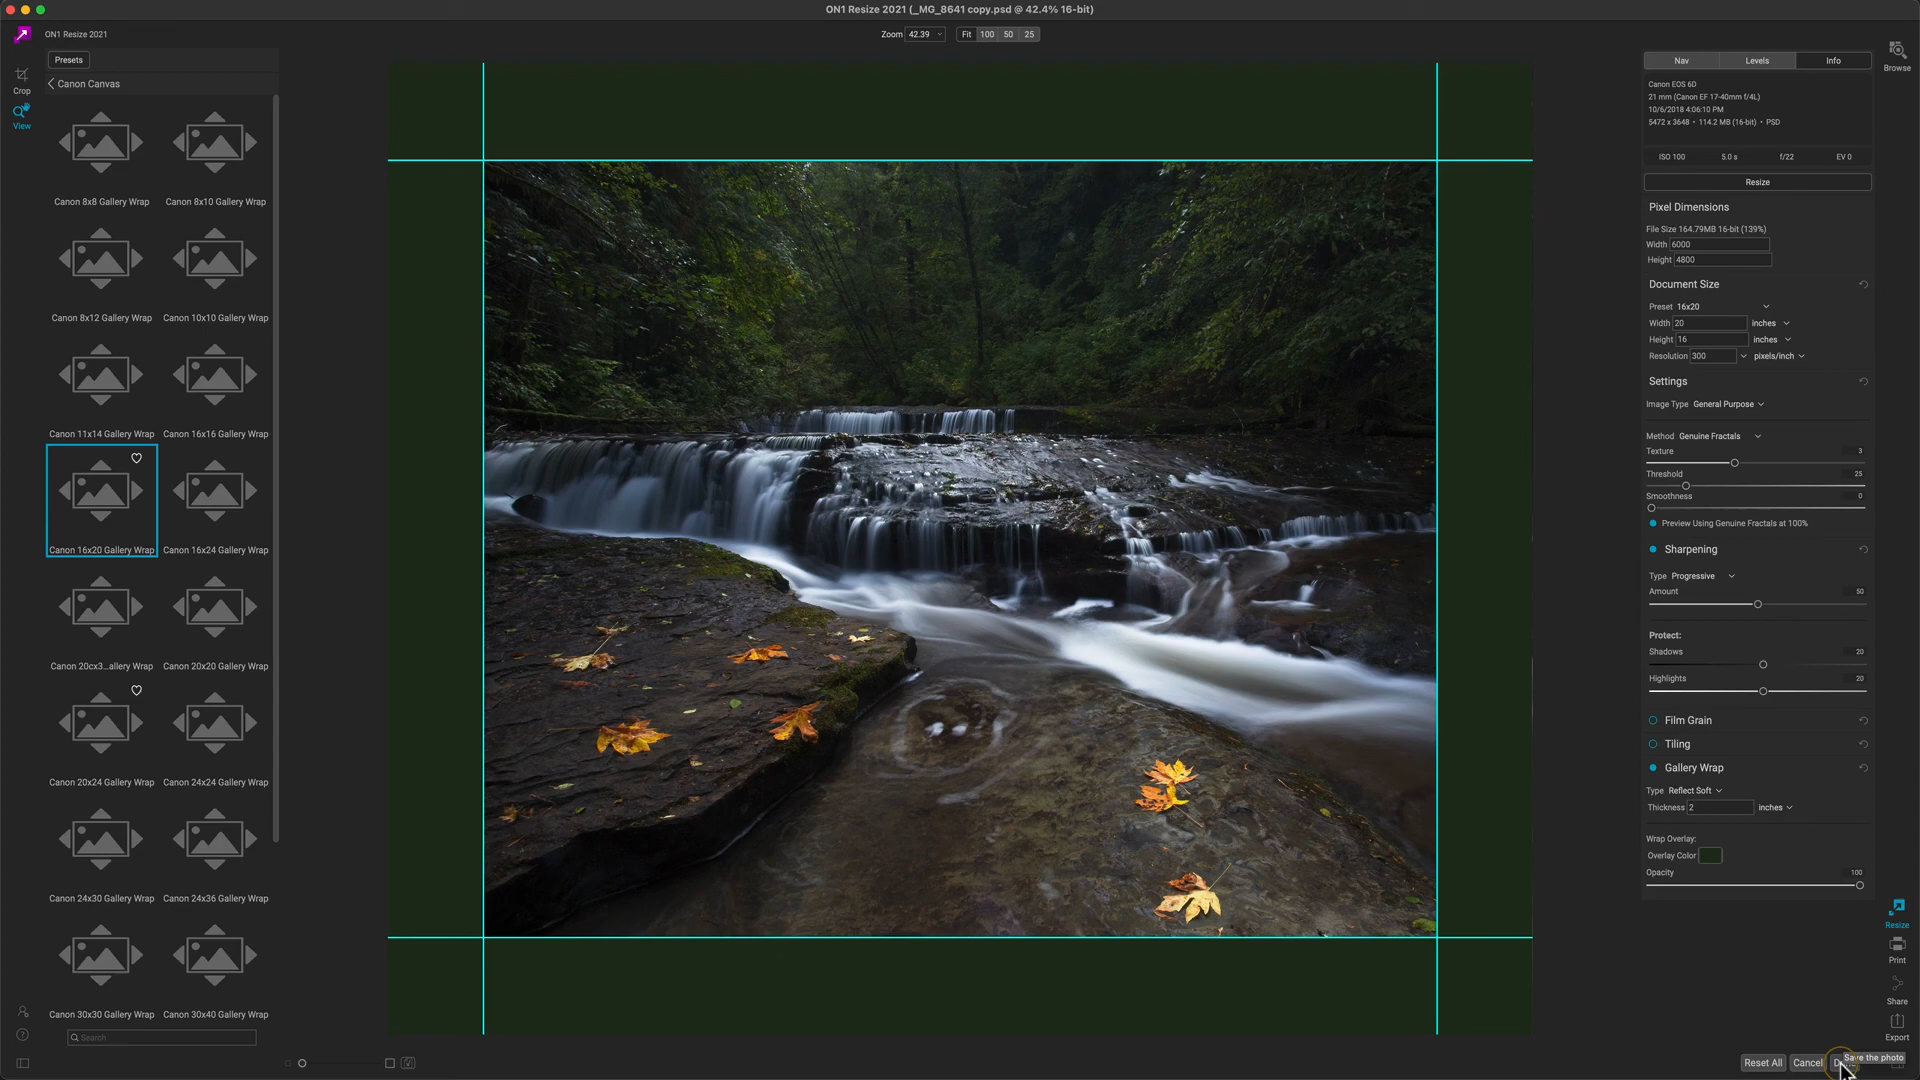 ON1 Resize 2021 (_MG_8641 copy.psd @ 42.4% 16-bit)
ON1 Resize 2021
Zoom 42.39 Fit 100 50 25
Presets
Canon Canvas
Crop
View
Canon 8x8 Gallery Wrap Canon 8x10 Gallery Wrap
Canon 8x12 Gallery Wrap Canon 10x10 Gallery Wrap
Canon 11x14 Gallery Wrap Canon 16x16 Gallery Wrap
Canon 16x20 Gallery Wrap Canon 16x24 Gallery Wrap
Canon 20cx3...allery Wrap Canon 20x20 Gallery Wrap
Canon 20x24 Gallery Wrap Canon 24x24 Gallery Wrap
Canon 24x30 Gallery Wrap Canon 24x36 Gallery Wrap
Canon 30x30 Gallery Wrap Canon 30x40 Gallery Wrap
Search
Nav Levels Info
Browse
Canon EOS 6D
21 mm (Canon EF 17-40mm f/4L)
10/6/2018 4:06:10 PM
5472 x 3648 • 114.2 MB (16-bit) • PSD
ISO 100 5.0 s f/22 EV 0
Resize
Pixel Dimensions
File Size 164.79MB 16-bit (139%)
Width 6000
Height 4800
Document Size
Preset 16x20
Width 20 inches
Height 16 inches
Resolution 300 pixels/inch
Settings
Image Type General Purpose
Method Genuine Fractals
Texture 3
Threshold 25
Smoothness 0
Preview Using Genuine Fractals at 100%
Sharpening
Type Progressive
Amount 50
Protect:
Shadows 20
Highlights 20
Film Grain
Tiling
Gallery Wrap
Type Reflect Soft
Thickness 2 inches
Wrap Overlay:
Overlay Color
Opacity 100
Resize
Print
Share
Export
Reset All Cancel
Save the photo